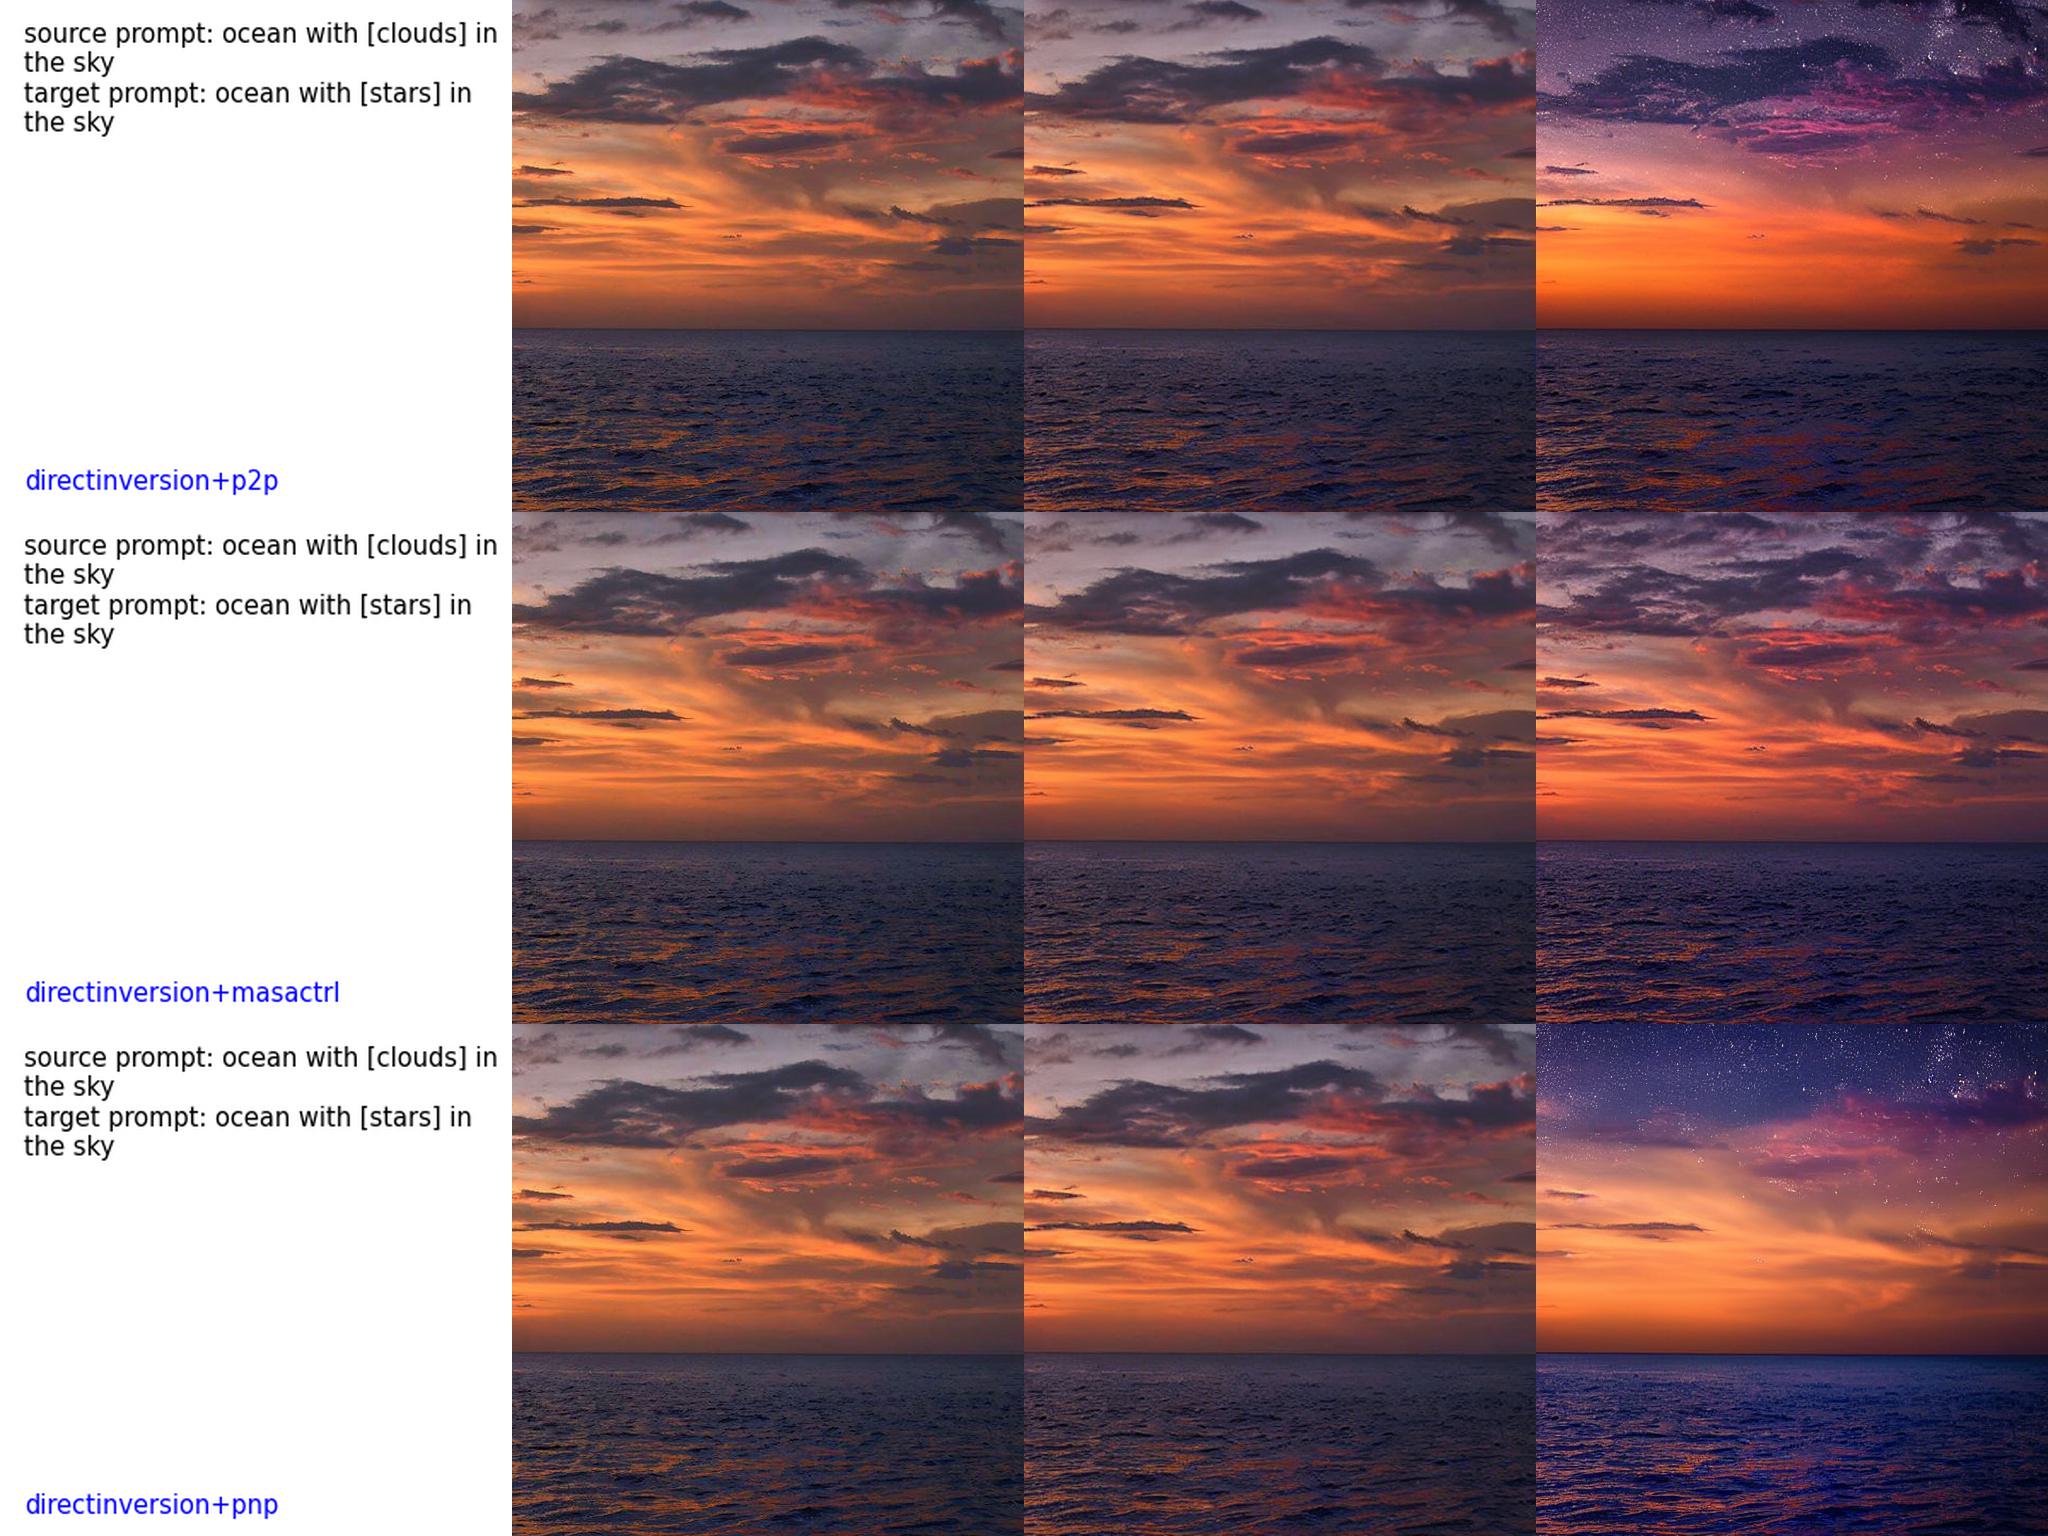 source prompt: ocean with [clouds] in
the sky
target prompt: ocean with [stars] in
the sky
directinversion+p2p
source prompt: ocean with [clouds] in
the sky
target prompt: ocean with [stars] in
the sky
directinversion+masactrl
source prompt: ocean with [clouds] in
the sky
target prompt: ocean with [stars] in
the sky
directinversion+pnp